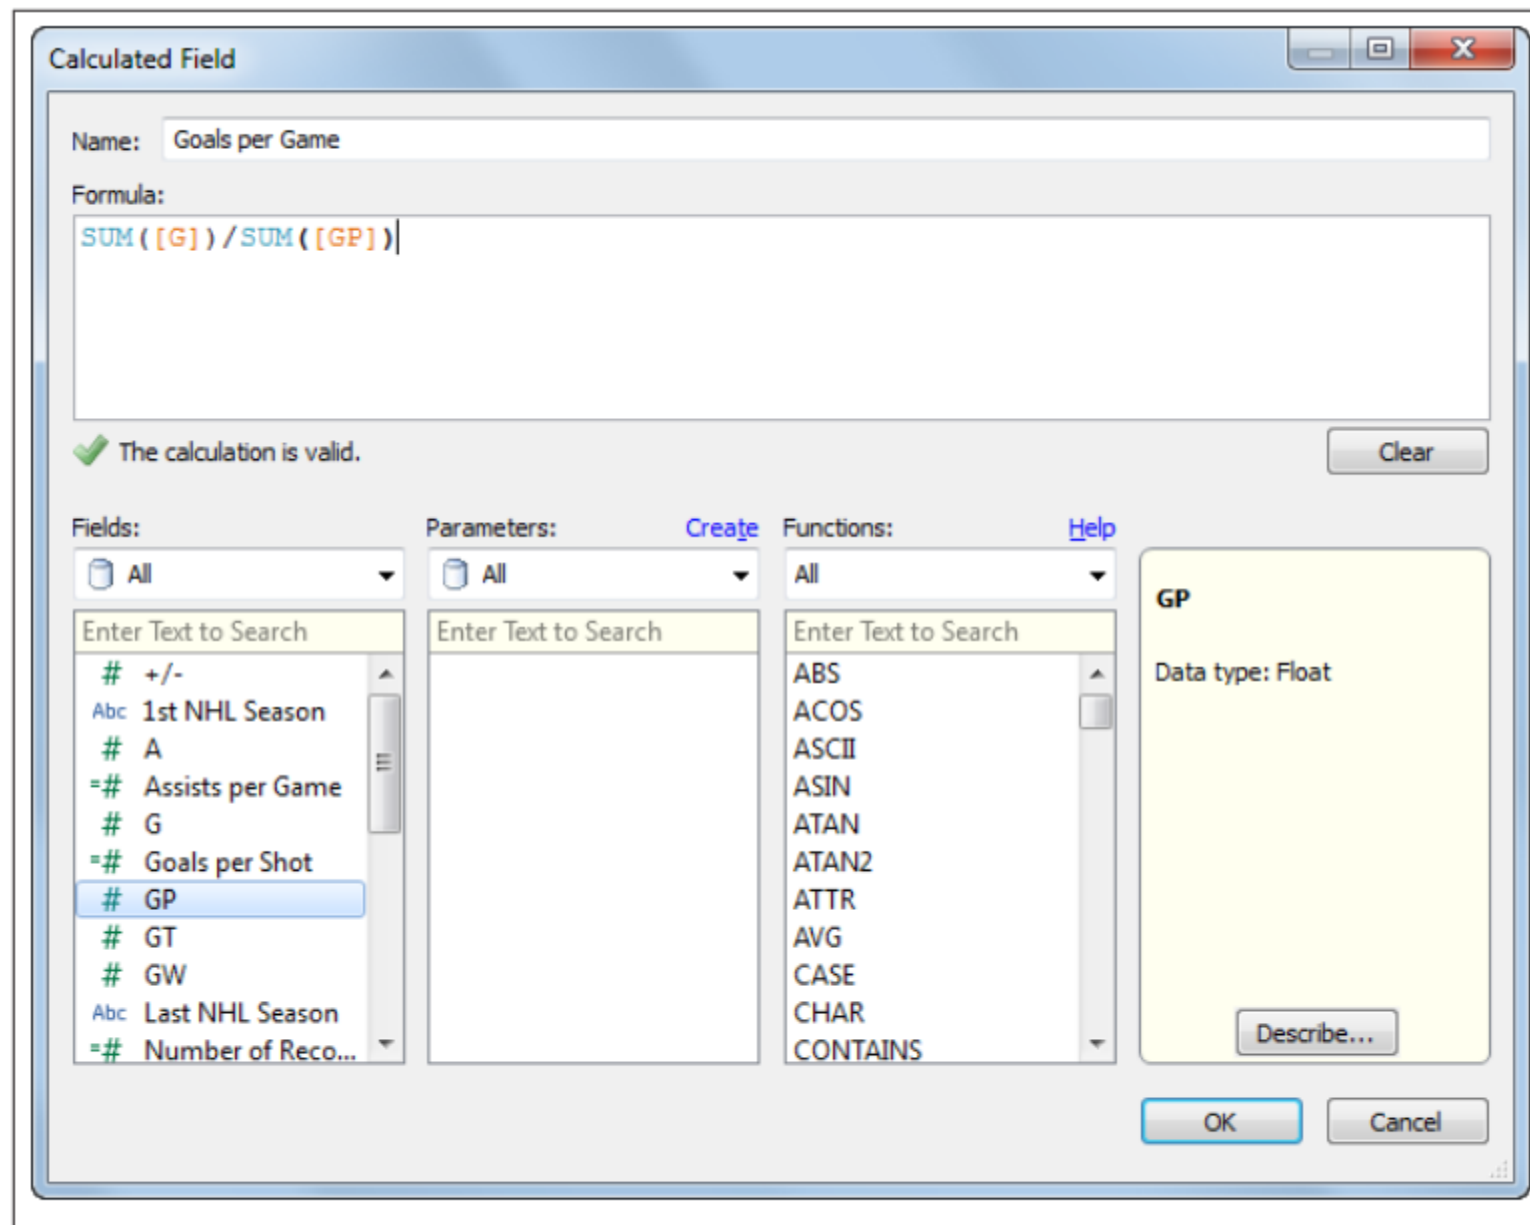 Calculated Field
Name: Goals per Game
Formula:
SUM([G])/SUM([GP])
The calculation is valid.
Clear
Fields:
All
Enter Text to Search
# +/-
Abc 1st NHL Season
# A
=# Assists per Game
# G
=# Goals per Shot
# GP
# GT
# GW
Abc Last NHL Season
=# Number of Reco...
Parameters: Create
All
Enter Text to Search
Functions: Help
All
Enter Text to Search
ABS
ACOS
ASCII
ASIN
ATAN
ATAN2
ATTR
AVG
CASE
CHAR
CONTAINS
GP
Data type: Float
Describe...
OK
Cancel